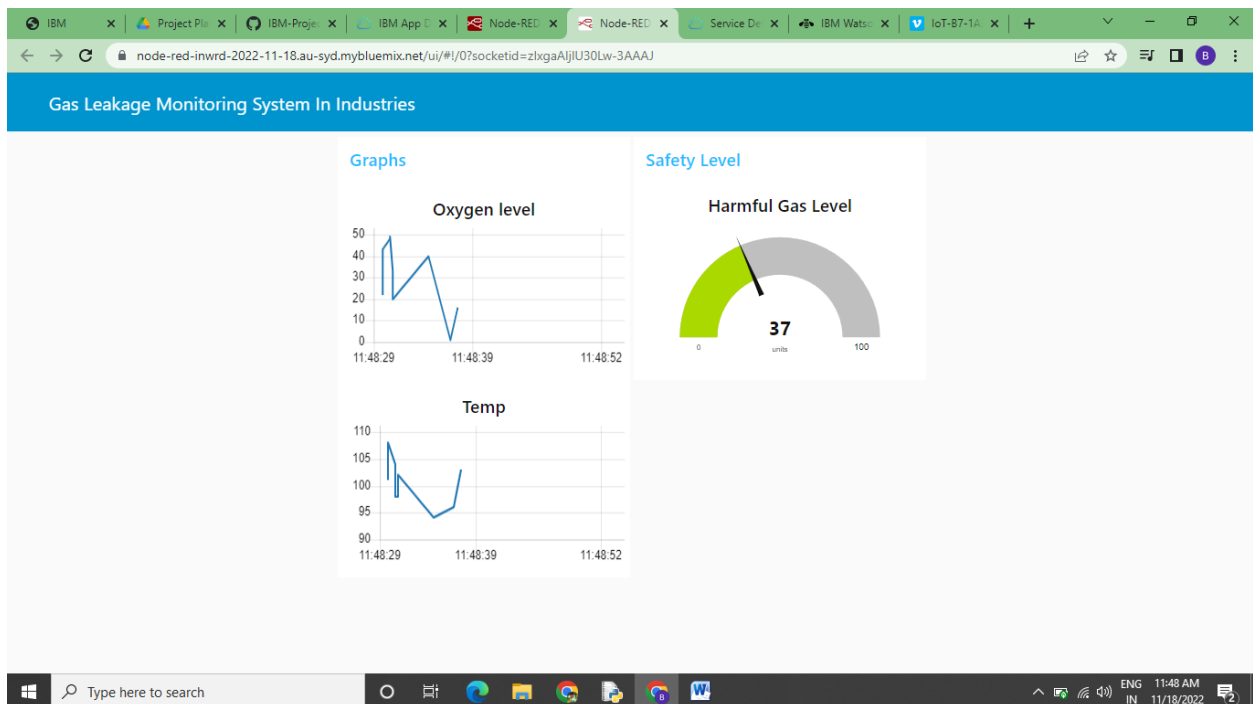 IBM
Project Pla
IBM-Projec
IBM App D
Node-RED
Node-RED
Service De
IBM Watso
IoT-B7-1A
node-red-inwrd-2022-11-18.au-syd.mybluemix.net/ui/#!/0?socketid=zlxgaAljlU30Lw-3AAAJ
B
Gas Leakage Monitoring System In Industries
Graphs
Oxygen level
50
40
30
20
10
0
11:48:29 11:48:39 11:48:52
Temp
110
105
100
95
90
11:48:29 11:48:39 11:48:52
Safety Level
Harmful Gas Level
37
0 units 100
Type here to search
ENG 11:48 AM
IN 11/18/2022
2